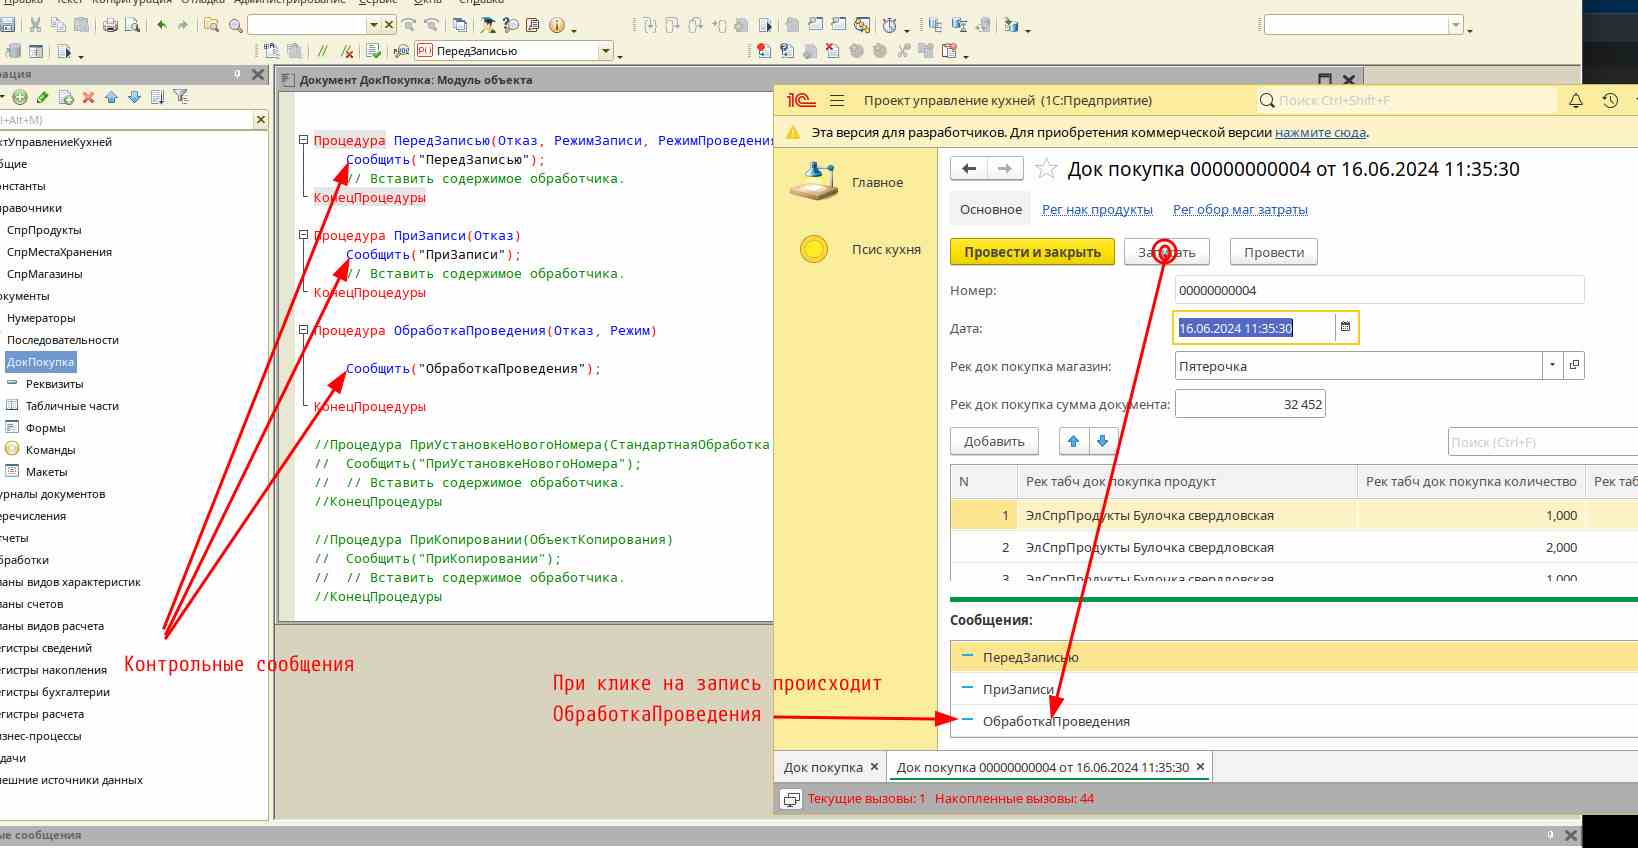 Правка Текст Конфигурация Отладка Администрирование Сервис Окна Справка
ПередЗаписью
рация
l+Alt+M)
ктУправлениеКухней
бщие
онстанты
правочники
СпрПродукты
СпрМестаХранения
СпрМагазины
окументы
Нумераторы
Последовательности
ДокПокупка
Реквизиты
Табличные части
Формы
Команды
Макеты
урналы документов
еречисления
тчеты
бработки
ланы видов характеристик
ланы счетов
ланы видов расчета
егистры сведений
егистры накопления
егистры бухгалтерии
егистры расчета
изнес-процессы
дачи
нешние источники данных
ые сообщения
Документ ДокПокупка: Модуль объекта
Процедура ПередЗаписью(Отказ, РежимЗаписи, РежимПроведения
Сообщить("ПередЗаписью");
// Вставить содержимое обработчика.
КонецПроцедуры
Процедура ПриЗаписи(Отказ)
Сообщить("ПриЗаписи");
// Вставить содержимое обработчика.
КонецПроцедуры
Процедура ОбработкаПроведения(Отказ, Режим)
Сообщить("ОбработкаПроведения");
КонецПроцедуры
//Процедура ПриУстановкеНовогоНомера(СтандартнаяОбработка
// Сообщить("ПриУстановкеНовогоНомера");
// // Вставить содержимое обработчика.
//КонецПроцедуры
//Процедура ПриКопировании(ОбъектКопирования)
// Сообщить("ПриКопировании");
// // Вставить содержимое обработчика.
//КонецПроцедуры
Контрольные сообщения
При клике на запись происходит
ОбработкаПроведения
1С Проект управление кухней (1С:Предприятие)
Поиск Ctrl+Shift+F
Эта версия для разработчиков. Для приобретения коммерческой версии нажмите сюда.
Главное
Псис кухня
Док покупка 00000000004 от 16.06.2024 11:35:30
Основное Рег нак продукты Рег обор маг затраты
Провести и закрыть Записать Провести
Номер: 00000000004
Дата: 16.06.2024 11:35:30
Рек док покупка магазин: Пятерочка
Рек док покупка сумма документа: 32 452
Добавить
Поиск (Ctrl+F)
N Рек табч док покупка продукт Рек табч док покупка количество Рек таб
1 ЭлСпрПродукты Булочка свердловская 1,000
2 ЭлСпрПродукты Булочка свердловская 2,000
3 ЭлСпрПродукты Булочка свердловская 1,000
Сообщения:
ПередЗаписью
ПриЗаписи
ОбработкаПроведения
Док покупка × Док покупка 00000000004 от 16.06.2024 11:35:30 ×
Текущие вызовы: 1 Накопленные вызовы: 44